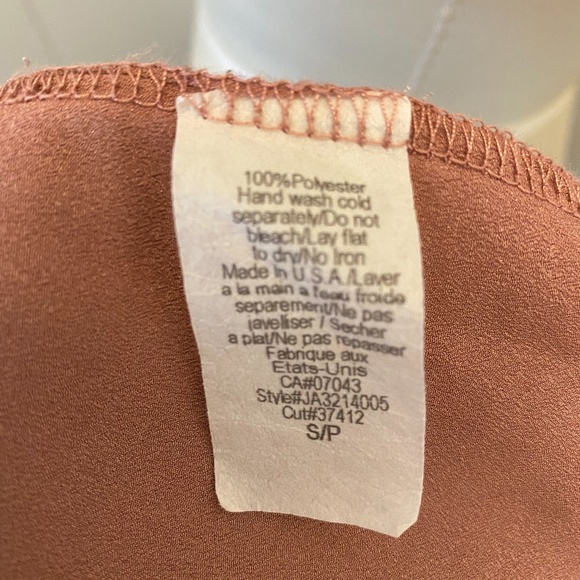 100%Polyester
Hand wash cold
separately/Do not
bleach/Lay flat
to dry/No Iron
Made In U.S.A./Laver
a la main a l'eau froide
separement/Ne pas
javelliser / Secher
a plat/Ne pas repasser
Fabrique aux
Etats-Unis
CA#07043
Style#JA3214005
Cut#37412
S/P